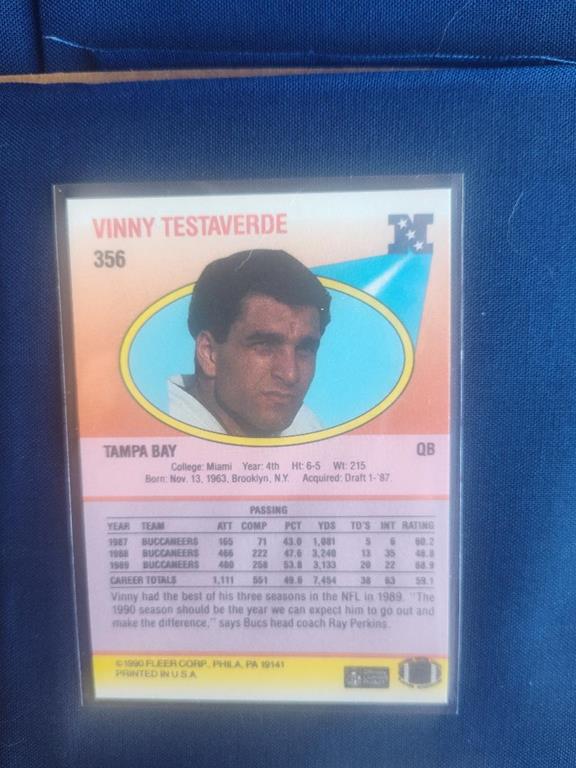 VINNY TESTAVERDE
N
356
TAMPA BAY QB
College: Miami Year: 4th Ht: 6-5 Wt: 215
Born: Nov. 13, 1963, Brooklyn, N.Y. Acquired: Draft 1-'87
PASSING
YEAR TEAM ATT COMP PCT YDS TD'S INT RATING
1987 BUCCANEERS 165 71 43.0 1,081 5 6 60.2
1988 BUCCANEERS 466 222 47.6 3,240 13 35 48.8
1989 BUCCANEERS 480 258 53.8 3,133 20 22 68.9
CAREER TOTALS 1,111 551 49.6 7,454 38 63 59.1
Vinny had the best of his three seasons in the NFL in 1989. "The
1990 season should be the year we can expect him to go out and
make the difference," says Bucs head coach Ray Perkins.
©1990 FLEER CORP., PHILA, PA 19141
PRINTED IN U.S.A.